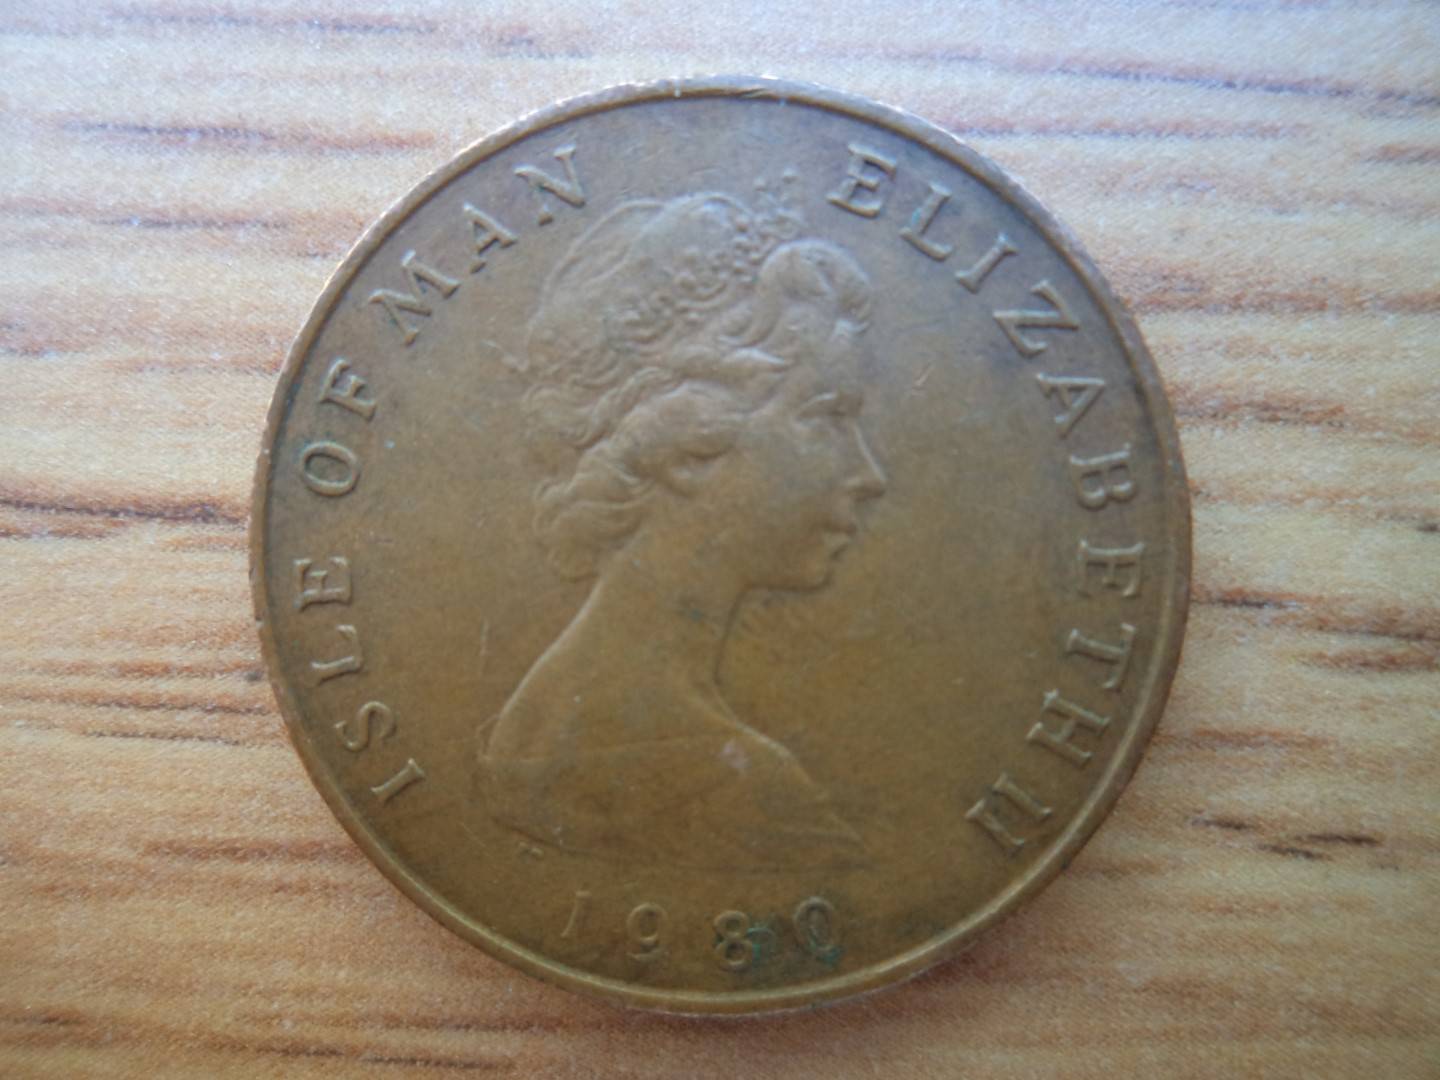 ISLE OF MAN ELIZABETH II
1980